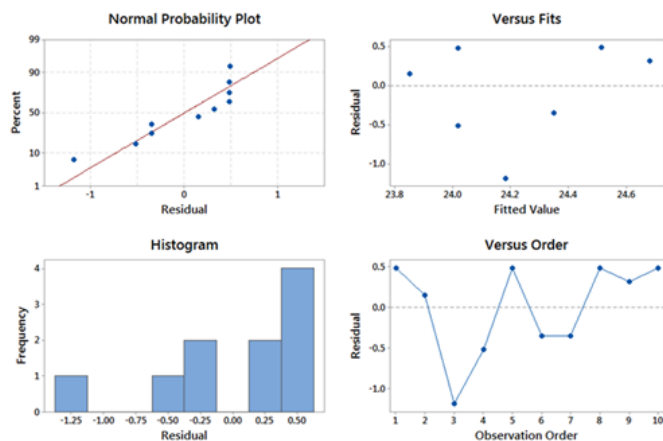 Normal Probability Plot
99
90
50
10
1
Percent
-1
0
1
Residual
Versus Fits
0.5
0.0
-0.5
-1.0
Residual
23.8
24.0
24.2
24.4
24.6
Fitted Value
Histogram
4
3
2
1
0
Frequency
-1.25
-1.00
-0.75
-0.50
-0.25
0.00
0.25
0.50
Residual
Versus Order
0.5
0.0
-0.5
-1.0
Residual
1 2 3 4 5 6 7 8 9 10
Observation Order